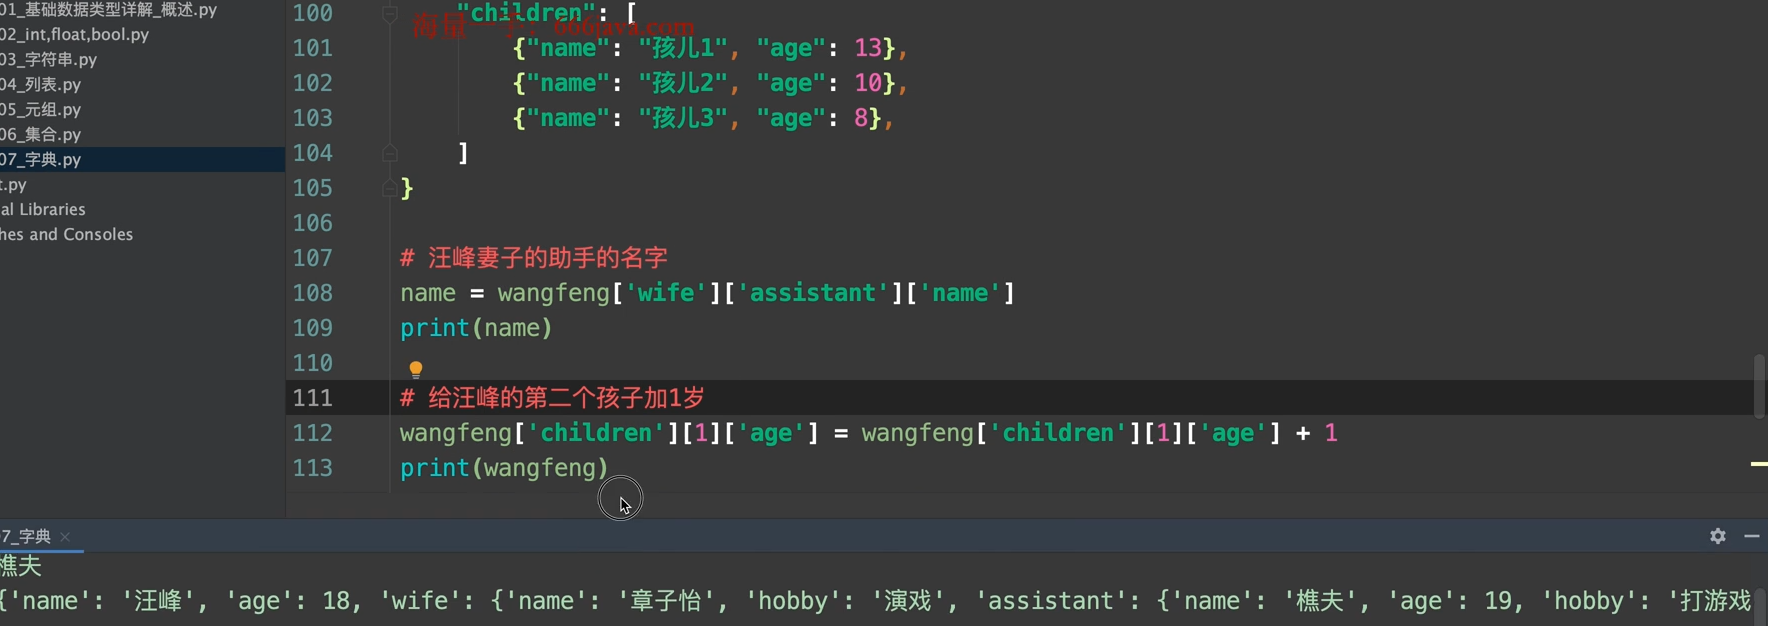 01_基础数据类型详解_概述.py
02_int,float,bool.py
03_字符串.py
04_列表.py
05_元组.py
06_集合.py
07_字典.py
t.py
al Libraries
hes and Consoles
100 "children": [
666java.com
101 {"name": "孩儿1", "age": 13},
102 {"name": "孩儿2", "age": 10},
103 {"name": "孩儿3", "age": 8},
104 ]
105 }
106
107 # 汪峰妻子的助手的名字
108 name = wangfeng['wife']['assistant']['name']
109 print(name)
110
111 # 给汪峰的第二个孩子加1岁
112 wangfeng['children'][1]['age'] = wangfeng['children'][1]['age'] + 1
113 print(wangfeng)
7_字典
樵夫
{'name': '汪峰', 'age': 18, 'wife': {'name': '章子怡', 'hobby': '演戏', 'assistant': {'name': '樵夫', 'age': 19, 'hobby': '打游戏